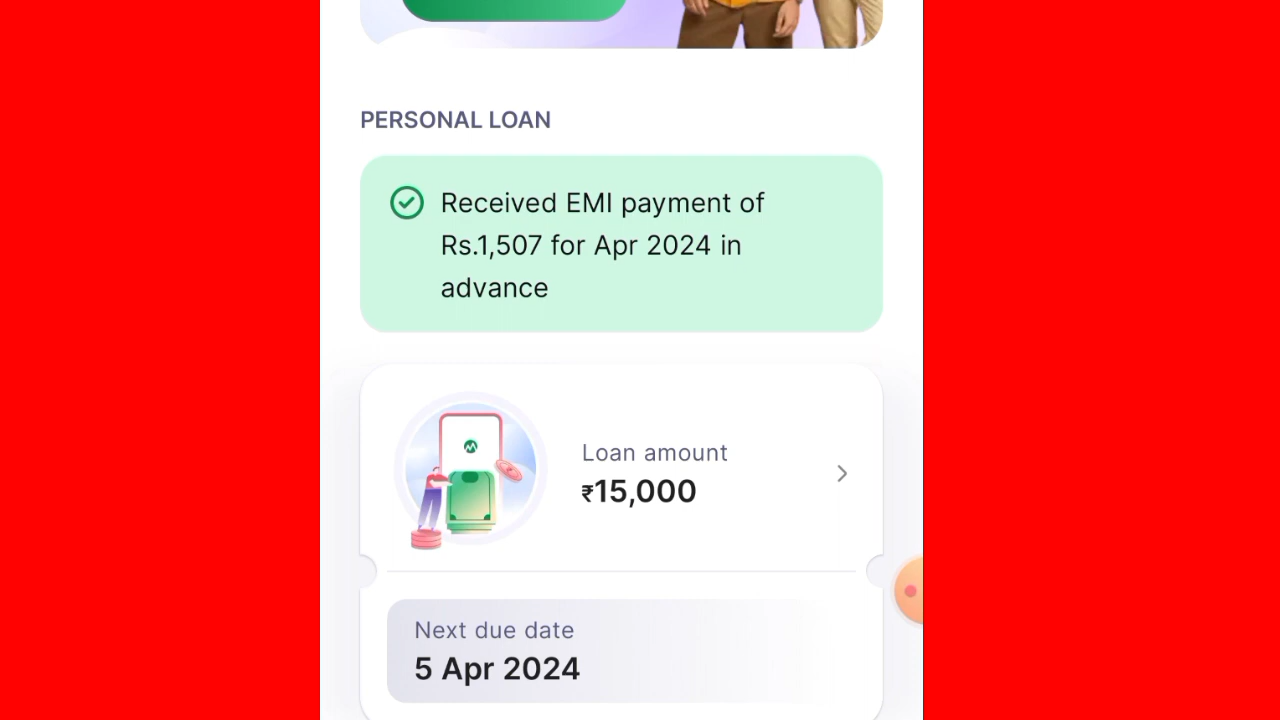 PERSONAL LOAN
Received EMI payment of
Rs.1,507 for Apr 2024 in
advance
Loan amount
₹15,000
Next due date
5 Apr 2024